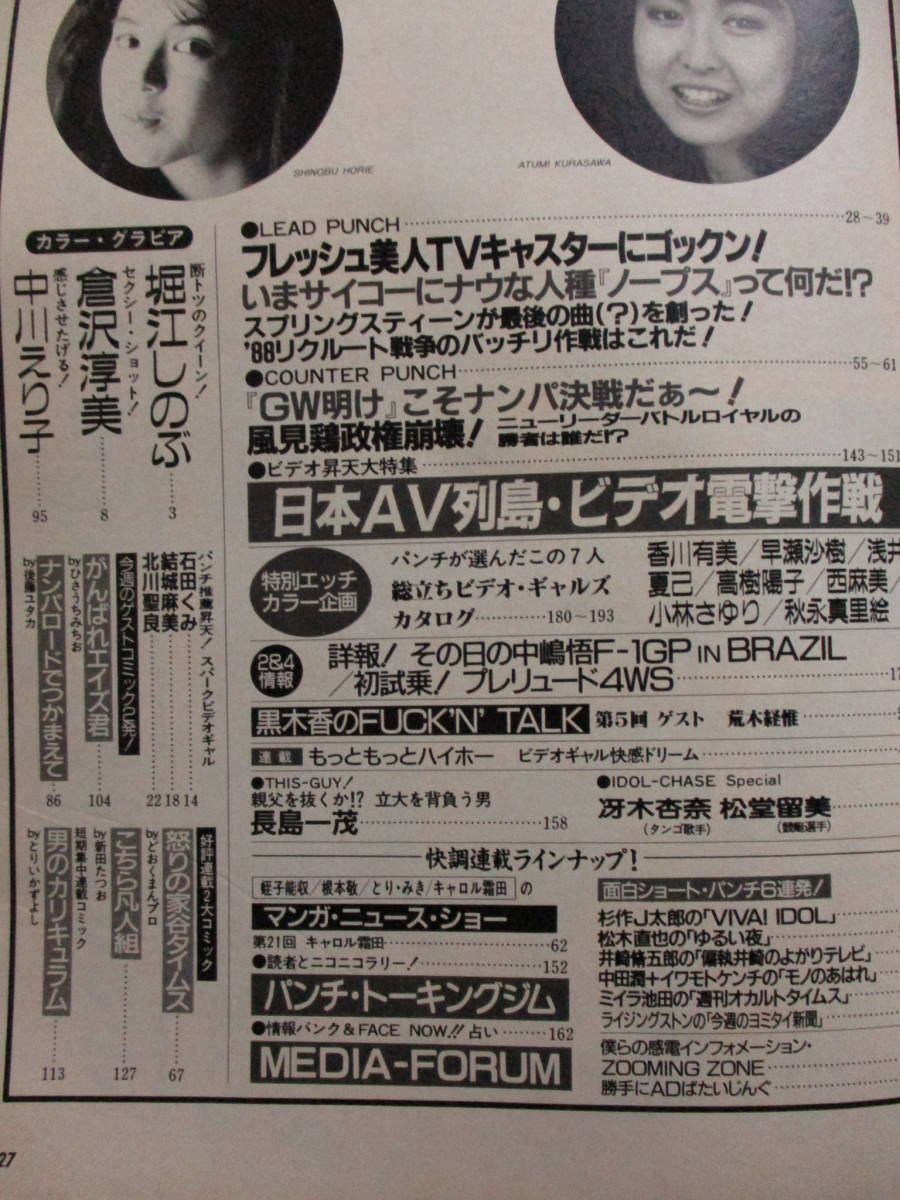 SHINOBU HORIE
ATUMI KURASAWA
カラー・グラビア
断トツのクイーン!
堀江しのぶ
3
セクシー・ショット!
倉沢淳美
8
感じさせたげる!
中川えり子
95
パンチ推薦昇天! スパークビデオギャル
石田くみ
14
結城麻美
18
北川聖良
22
今週のゲストコミック2発!
がんばれエイズ君
byひさうちみちお
104
ナンパロードでつかまえて
by後藤ユタカ
86
好評連載2大コミック
怒りの家谷タイムス
byどおくまんプロ
67
こちら凡人組
by新田たつお
127
短期集中連載コミック
男のカリキュラム
byとりいかずよし
113
●LEAD PUNCH
28〜39
フレッシュ美人TVキャスターにゴックン!
いまサイコーにナウな人種『ノープス』って何だ!?
スプリングスティーンが最後の曲(?)を創った!
'88リクルート戦争のバッチリ作戦はこれだ!
●COUNTER PUNCH
55〜61
『GW明け』こそナンパ決戦だぁ〜!
風見鶏政権崩壊! ニューリーダーバトルロイヤルの
勝者は誰だ!?
●ビデオ昇天大特集
143〜151
日本AV列島・ビデオ電撃作戦
特別エッチ
カラー企画
パンチが選んだこの7人
総立ちビデオ・ギャルズ
カタログ 180〜193
香川有美/早瀬沙樹/浅井
夏己/高樹陽子/西麻美/
小林さゆり/秋永真里絵
2&4
情報
詳報! その日の中嶋悟F-1GP IN BRAZIL
/初試乗! プレリュード4WS
黒木香のFUCK'N' TALK 第5回 ゲスト 荒木経惟
連載 もっともっとハイホー ビデオギャル快感ドリーム
●THIS-GUY!
親父を抜くか!? 立大を背負う男
長島一茂 158
●IDOL-CHASE Special
冴木杏奈 松堂留美
(タンゴ歌手) (競艇選手)
快調連載ラインナップ!
蛭子能収/根本敬/とり・みき/キャロル霜田 の
マンガ・ニュース・ショー
第21回 キャロル霜田 62
●読者とニコニコラリー! 152
パンチ・トーキングジム
●情報バンク&FACE NOW!! 占い 162
MEDIA-FORUM
面白ショート・パンチ6連発!
杉作J太郎の「VIVA! IDOL」
松木直也の「ゆるい夜」
井崎脩五郎の「偏執井崎のよがりテレビ」
中田潤+イワモトケンチの「モノのあはれ」
ミイラ池田の「週刊オカルトタイムス」
ライジングストンの「今週のヨミタイ新聞」
僕らの感電インフォメーション・
ZOOMING ZONE
勝手にADばたいじんぐ
27